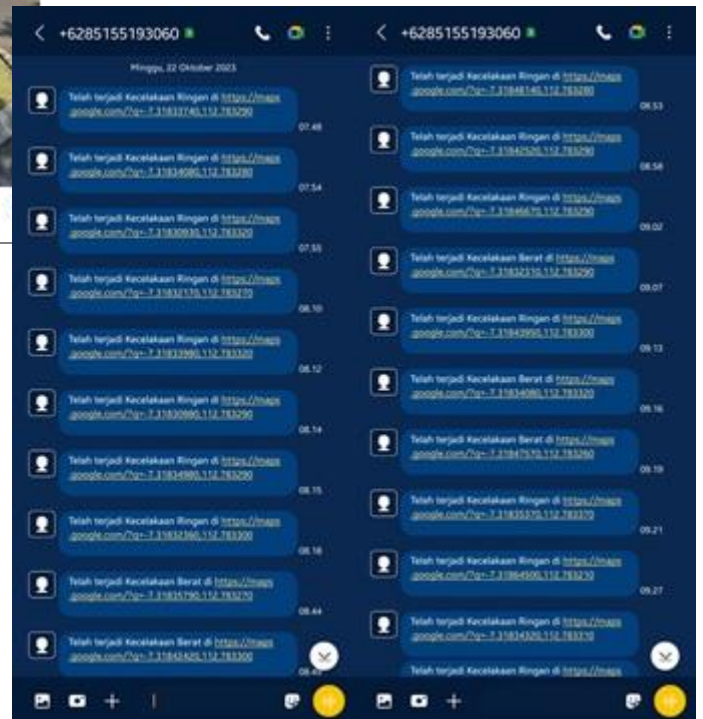 +6285155193060
Minggu, 22 Oktober 2023
Telah terjadi Kecelakaan Ringan di https://maps
.google.com/?q=-7.31833740,112.783290
07.48
Telah terjadi Kecelakaan Ringan di https://maps
.google.com/?q=-7.31834080,112.783280
07.54
Telah terjadi Kecelakaan Ringan di https://maps
.google.com/?q=-7.31830930,112.783320
07.55
Telah terjadi Kecelakaan Ringan di https://maps
.google.com/?q=-7.31832170,112.783270
08.10
Telah terjadi Kecelakaan Ringan di https://maps
.google.com/?q=-7.31833980,112.783320
08.12
Telah terjadi Kecelakaan Ringan di https://maps
.google.com/?q=-7.31830980,112.783290
08.14
Telah terjadi Kecelakaan Ringan di https://maps
.google.com/?q=-7.31834980,112.783290
08.15
Telah terjadi Kecelakaan Ringan di https://maps
.google.com/?q=-7.31832360,112.783300
08.18
Telah terjadi Kecelakaan Berat di https://maps
.google.com/?q=-7.31835790,112.783270
08.44
Telah terjadi Kecelakaan Berat di https://maps
.google.com/?q=-7.31842420,112.783300
+6285155193060
Telah terjadi Kecelakaan Ringan di https://maps
.google.com/?q=-7.31848140,112.783280
08.53
Telah terjadi Kecelakaan Ringan di https://maps
.google.com/?q=-7.31842520,112.783290
08.58
Telah terjadi Kecelakaan Ringan di https://maps
.google.com/?q=-7.31846670,112.783290
09.02
Telah terjadi Kecelakaan Berat di https://maps
.google.com/?q=-7.31832310,112.783290
09.07
Telah terjadi Kecelakaan Ringan di https://maps
.google.com/?q=-7.31843950,112.783300
09.13
Telah terjadi Kecelakaan Berat di https://maps
.google.com/?q=-7.31834080,112.783320
09.16
Telah terjadi Kecelakaan Berat di https://maps
.google.com/?q=-7.31847570,112.783260
09.19
Telah terjadi Kecelakaan Ringan di https://maps
.google.com/?q=-7.31835370,112.783370
09.21
Telah terjadi Kecelakaan Ringan di https://maps
.google.com/?q=-7.31864500,112.783210
09.27
Telah terjadi Kecelakaan Ringan di https://maps
.google.com/?q=-7.31834320,112.783310
Telah terjadi Kecelakaan Ringan di https://maps